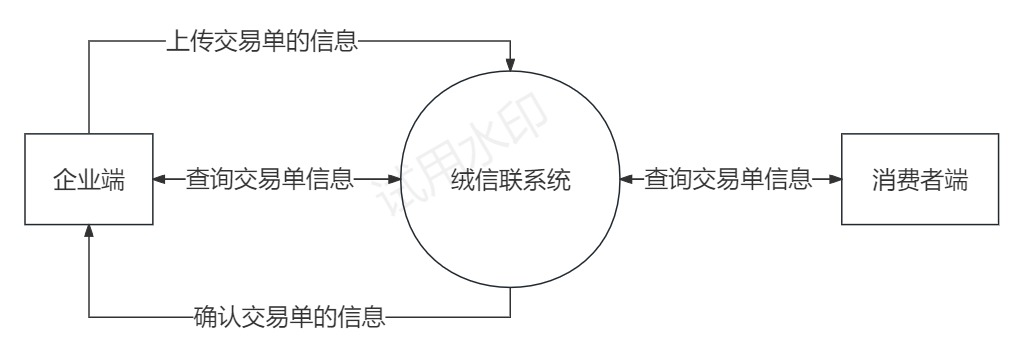 上传交易单的信息
企业端
查询交易单信息
绒信联系统
查询交易单信息
消费者端
确认交易单的信息
试用水印